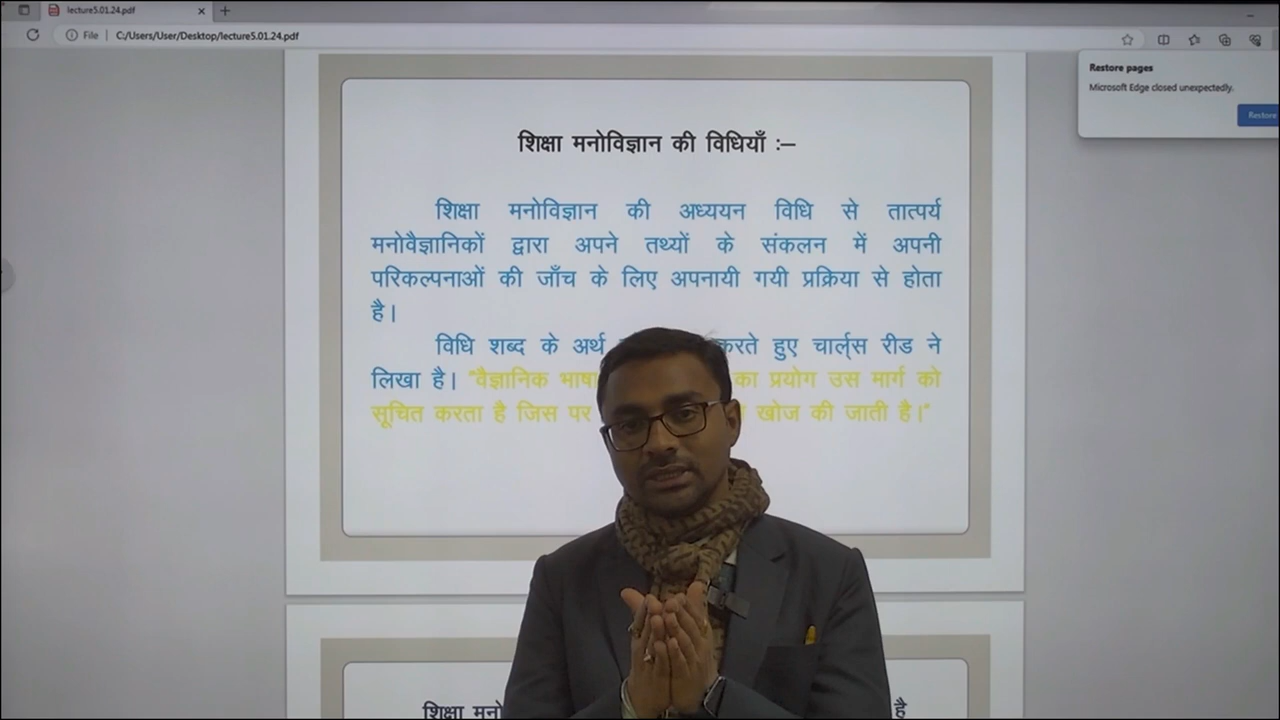 lecture5.01.24.pdf
File
C:/Users/User/Desktop/lecture5.01.24.pdf
Restore pages
Microsoft Edge closed unexpectedly.
Restore
शिक्षा मनोविज्ञान की विधियाँ :–
शिक्षा मनोविज्ञान की अध्ययन विधि से तात्पर्य
मनोवैज्ञानिकों द्वारा अपने तथ्यों के संकलन में अपनी
परिकल्पनाओं की जाँच के लिए अपनायी गयी प्रक्रिया से होता
है।
विधि शब्द के अर्थ करते हुए चार्ल्स रीड ने
लिखा है। "वैज्ञानिक भाषा का प्रयोग उस मार्ग को
सूचित करता है जिस पर खोज की जाती है।"
शिक्षा है